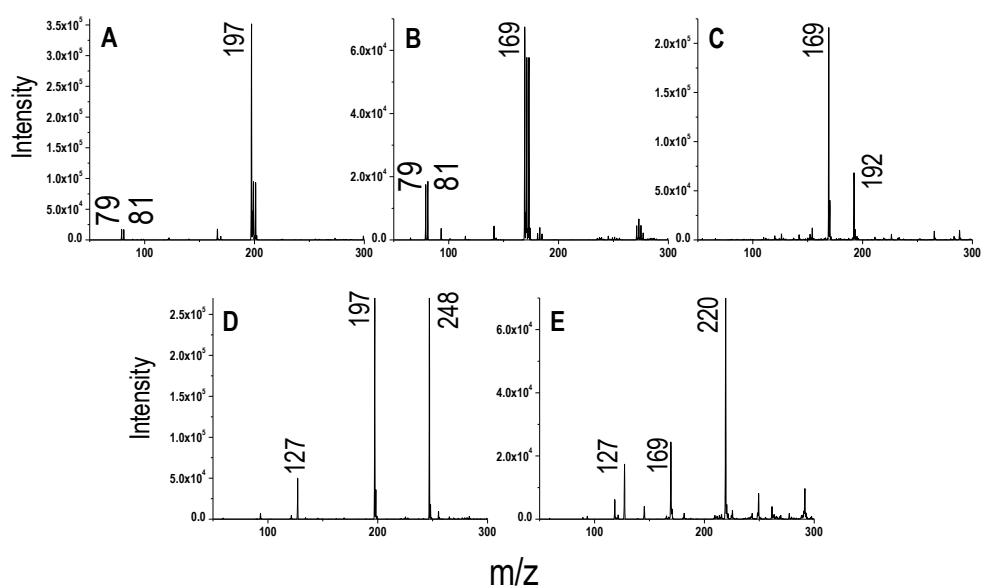 A
197
79 81
3.5x10⁵
3.0x10⁵
2.5x10⁵
2.0x10⁵
1.5x10⁵
1.0x10⁵
5.0x10⁴
0.0
100
200
300
Intensity
B
169
79 81
6.0x10⁴
4.0x10⁴
2.0x10⁴
0.0
100
200
300
C
169
192
2.0x10⁵
1.5x10⁵
1.0x10⁵
5.0x10⁴
0.0
100
200
300
D
127
197
248
2.5x10⁵
2.0x10⁵
1.5x10⁵
1.0x10⁵
5.0x10⁴
0.0
100
200
300
Intensity
E
127
169
220
6.0x10⁴
4.0x10⁴
2.0x10⁴
0.0
100
200
300
m/z